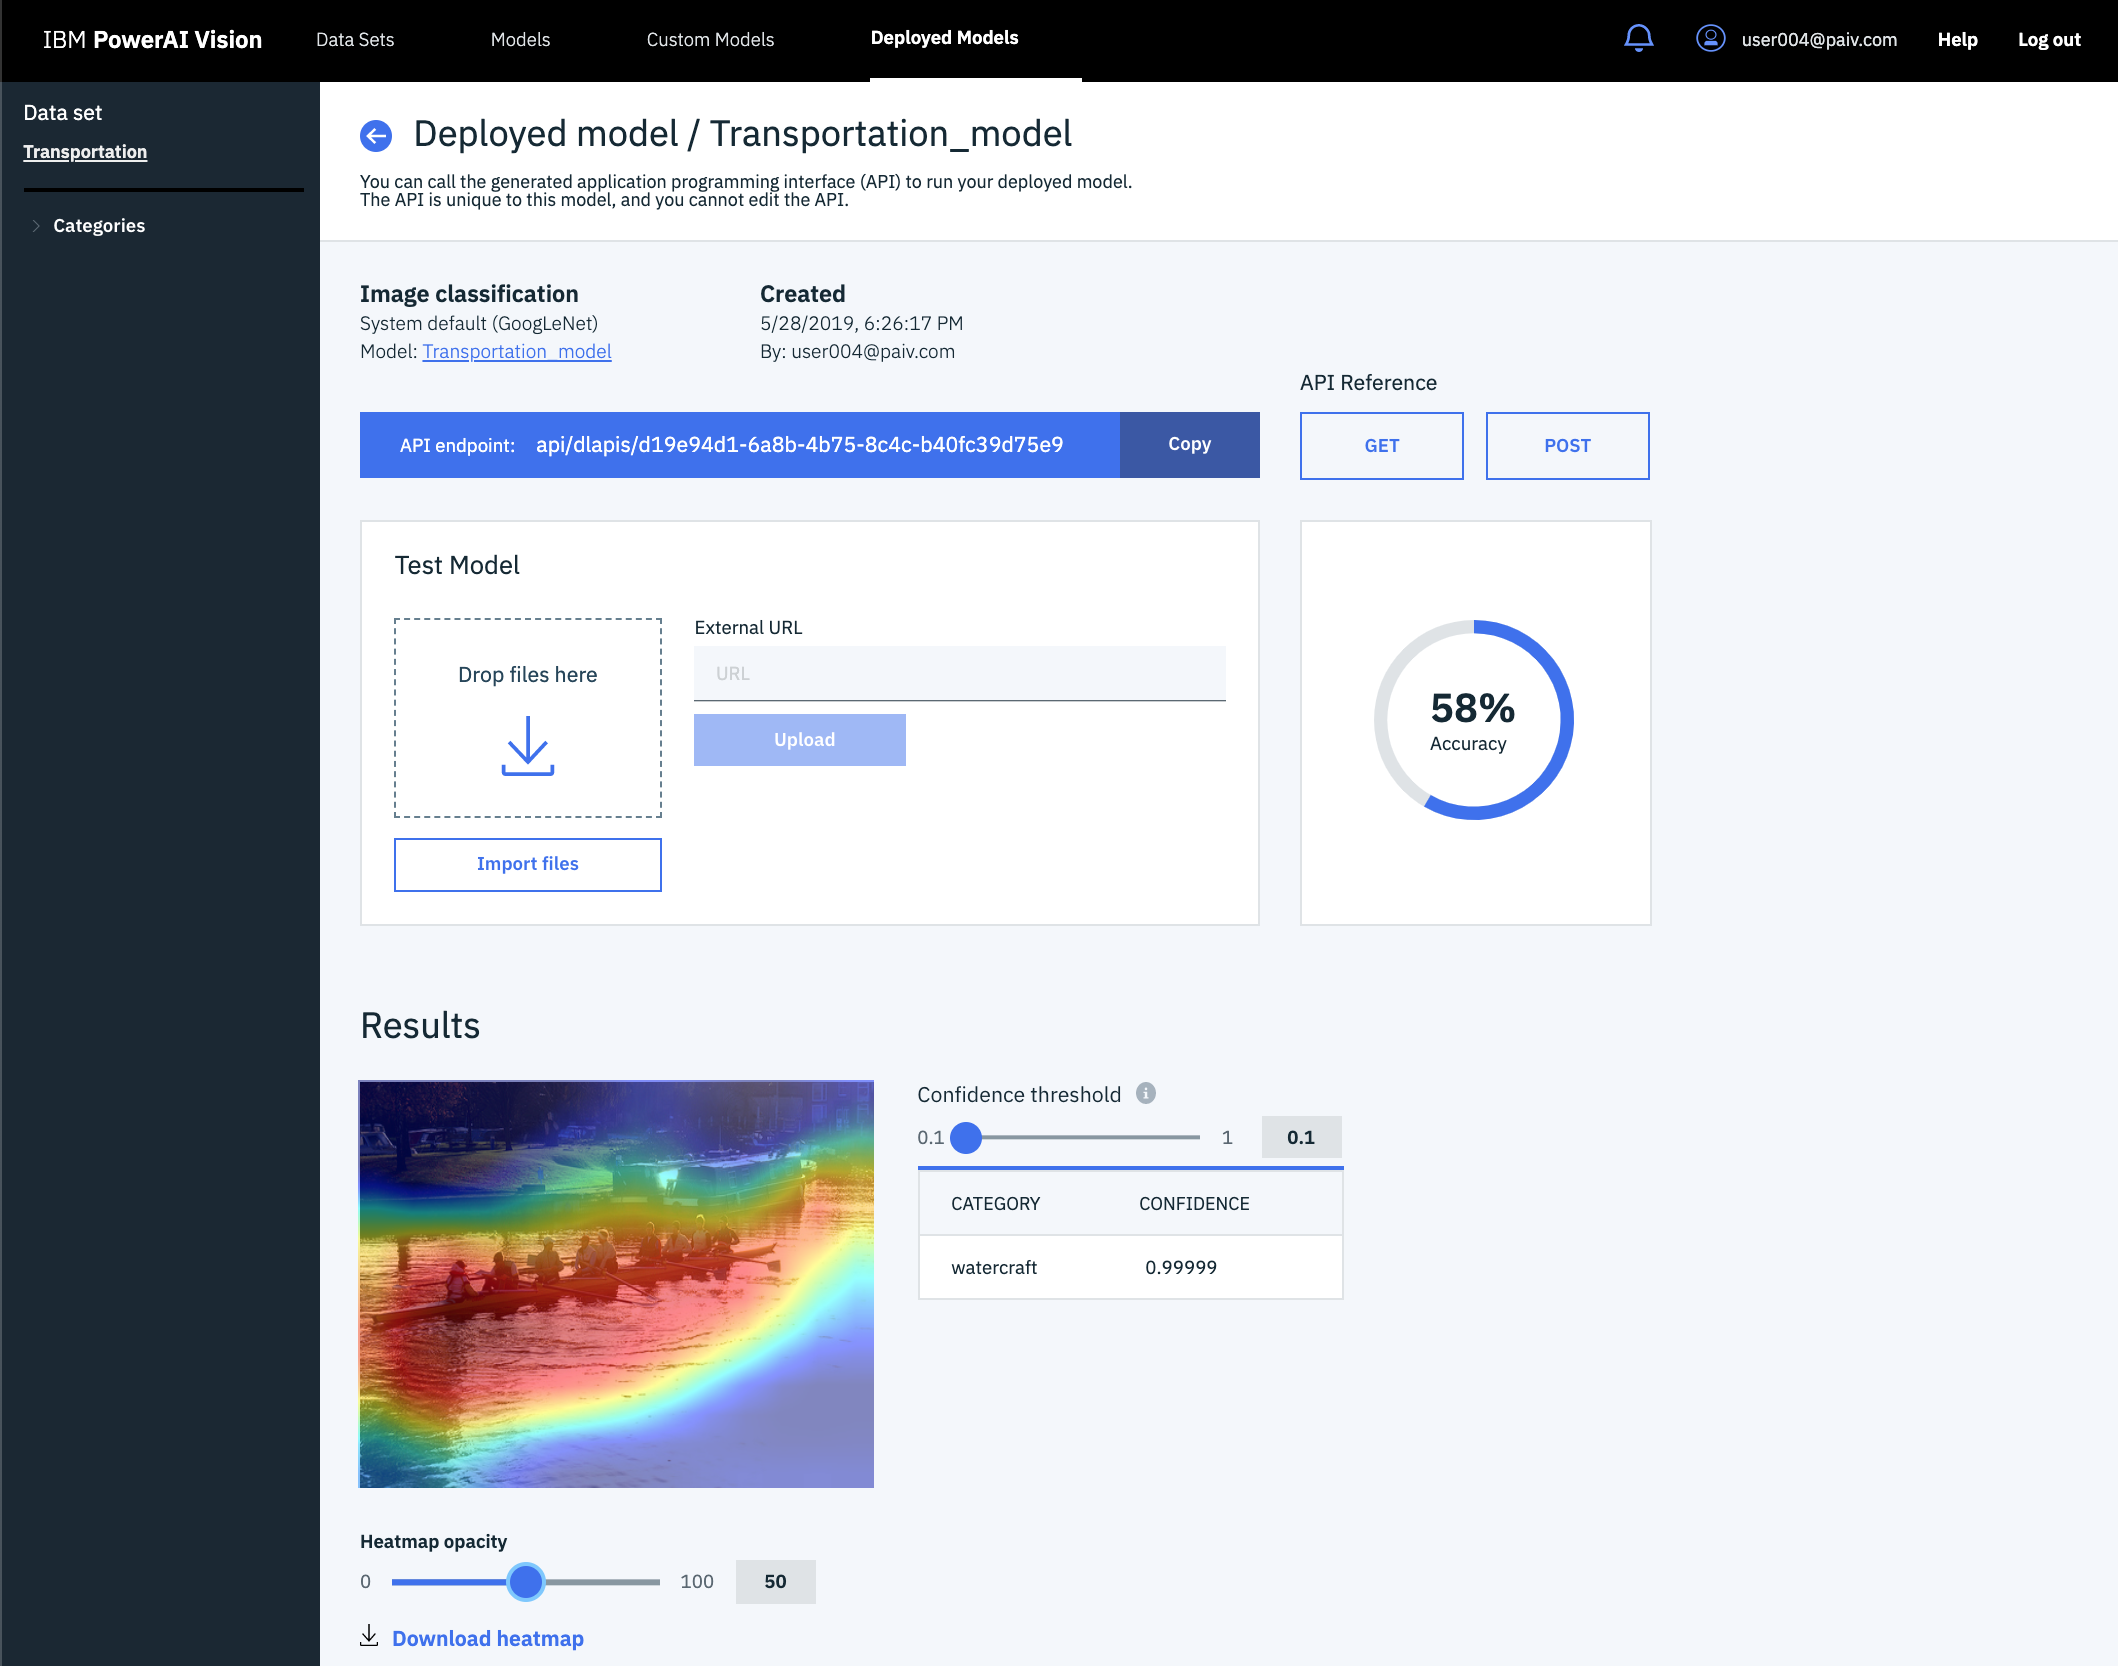 IBM PowerAI Vision
Data Sets
Models
Custom Models
Deployed Models
user004@paiv.com
Help
Log out
Data set
Transportation
Categories
Deployed model / Transportation_model
You can call the generated application programming interface (API) to run your deployed model.
The API is unique to this model, and you cannot edit the API.
Image classification
System default (GoogLeNet)
Model: Transportation_model
Created
5/28/2019, 6:26:17 PM
By: user004@paiv.com
API Reference
API endpoint: api/dlapis/d19e94d1-6a8b-4b75-8c4c-b40fc39d75e9
Copy
GET
POST
Test Model
Drop files here
Import files
External URL
URL
Upload
58%
Accuracy
Results
Confidence threshold
0.1
1
0.1
CATEGORY CONFIDENCE
watercraft 0.99999
Heatmap opacity
0
100
50
Download heatmap